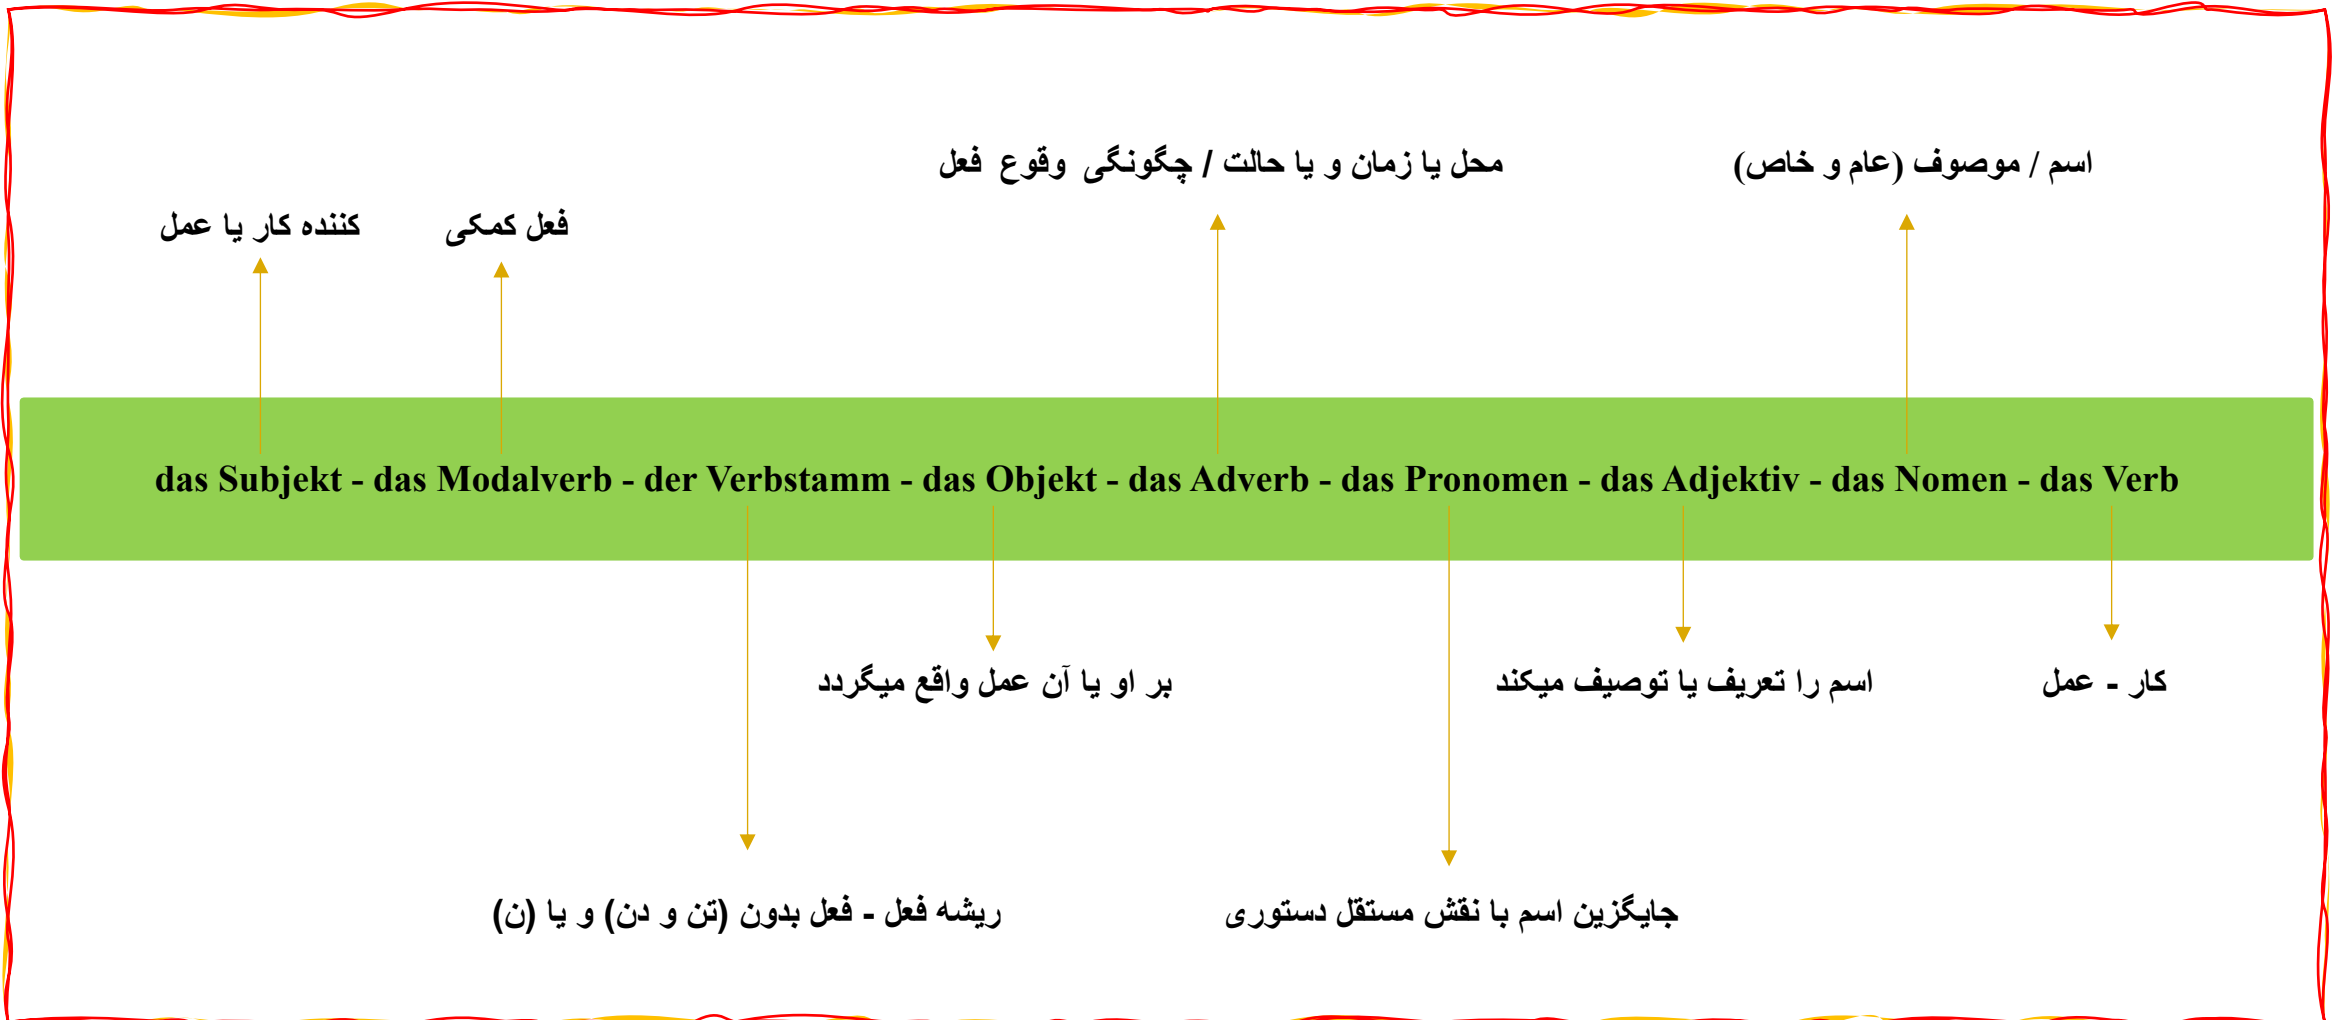 محل یا زمان و یا حالت / چگونگی وقوع فعل
اسم / موصوف (عام و خاص)
کننده کار یا عمل
فعل کمکی
das Subjekt - das Modalverb - der Verbstamm - das Objekt - das Adverb - das Pronomen - das Adjektiv - das Nomen - das Verb
بر او یا آن عمل واقع میگردد
اسم را تعریف یا توصیف میکند
کار - عمل
ریشه فعل - فعل بدون (تن و دن) و یا (ن)
جایگزین اسم با نقش مستقل دستوری